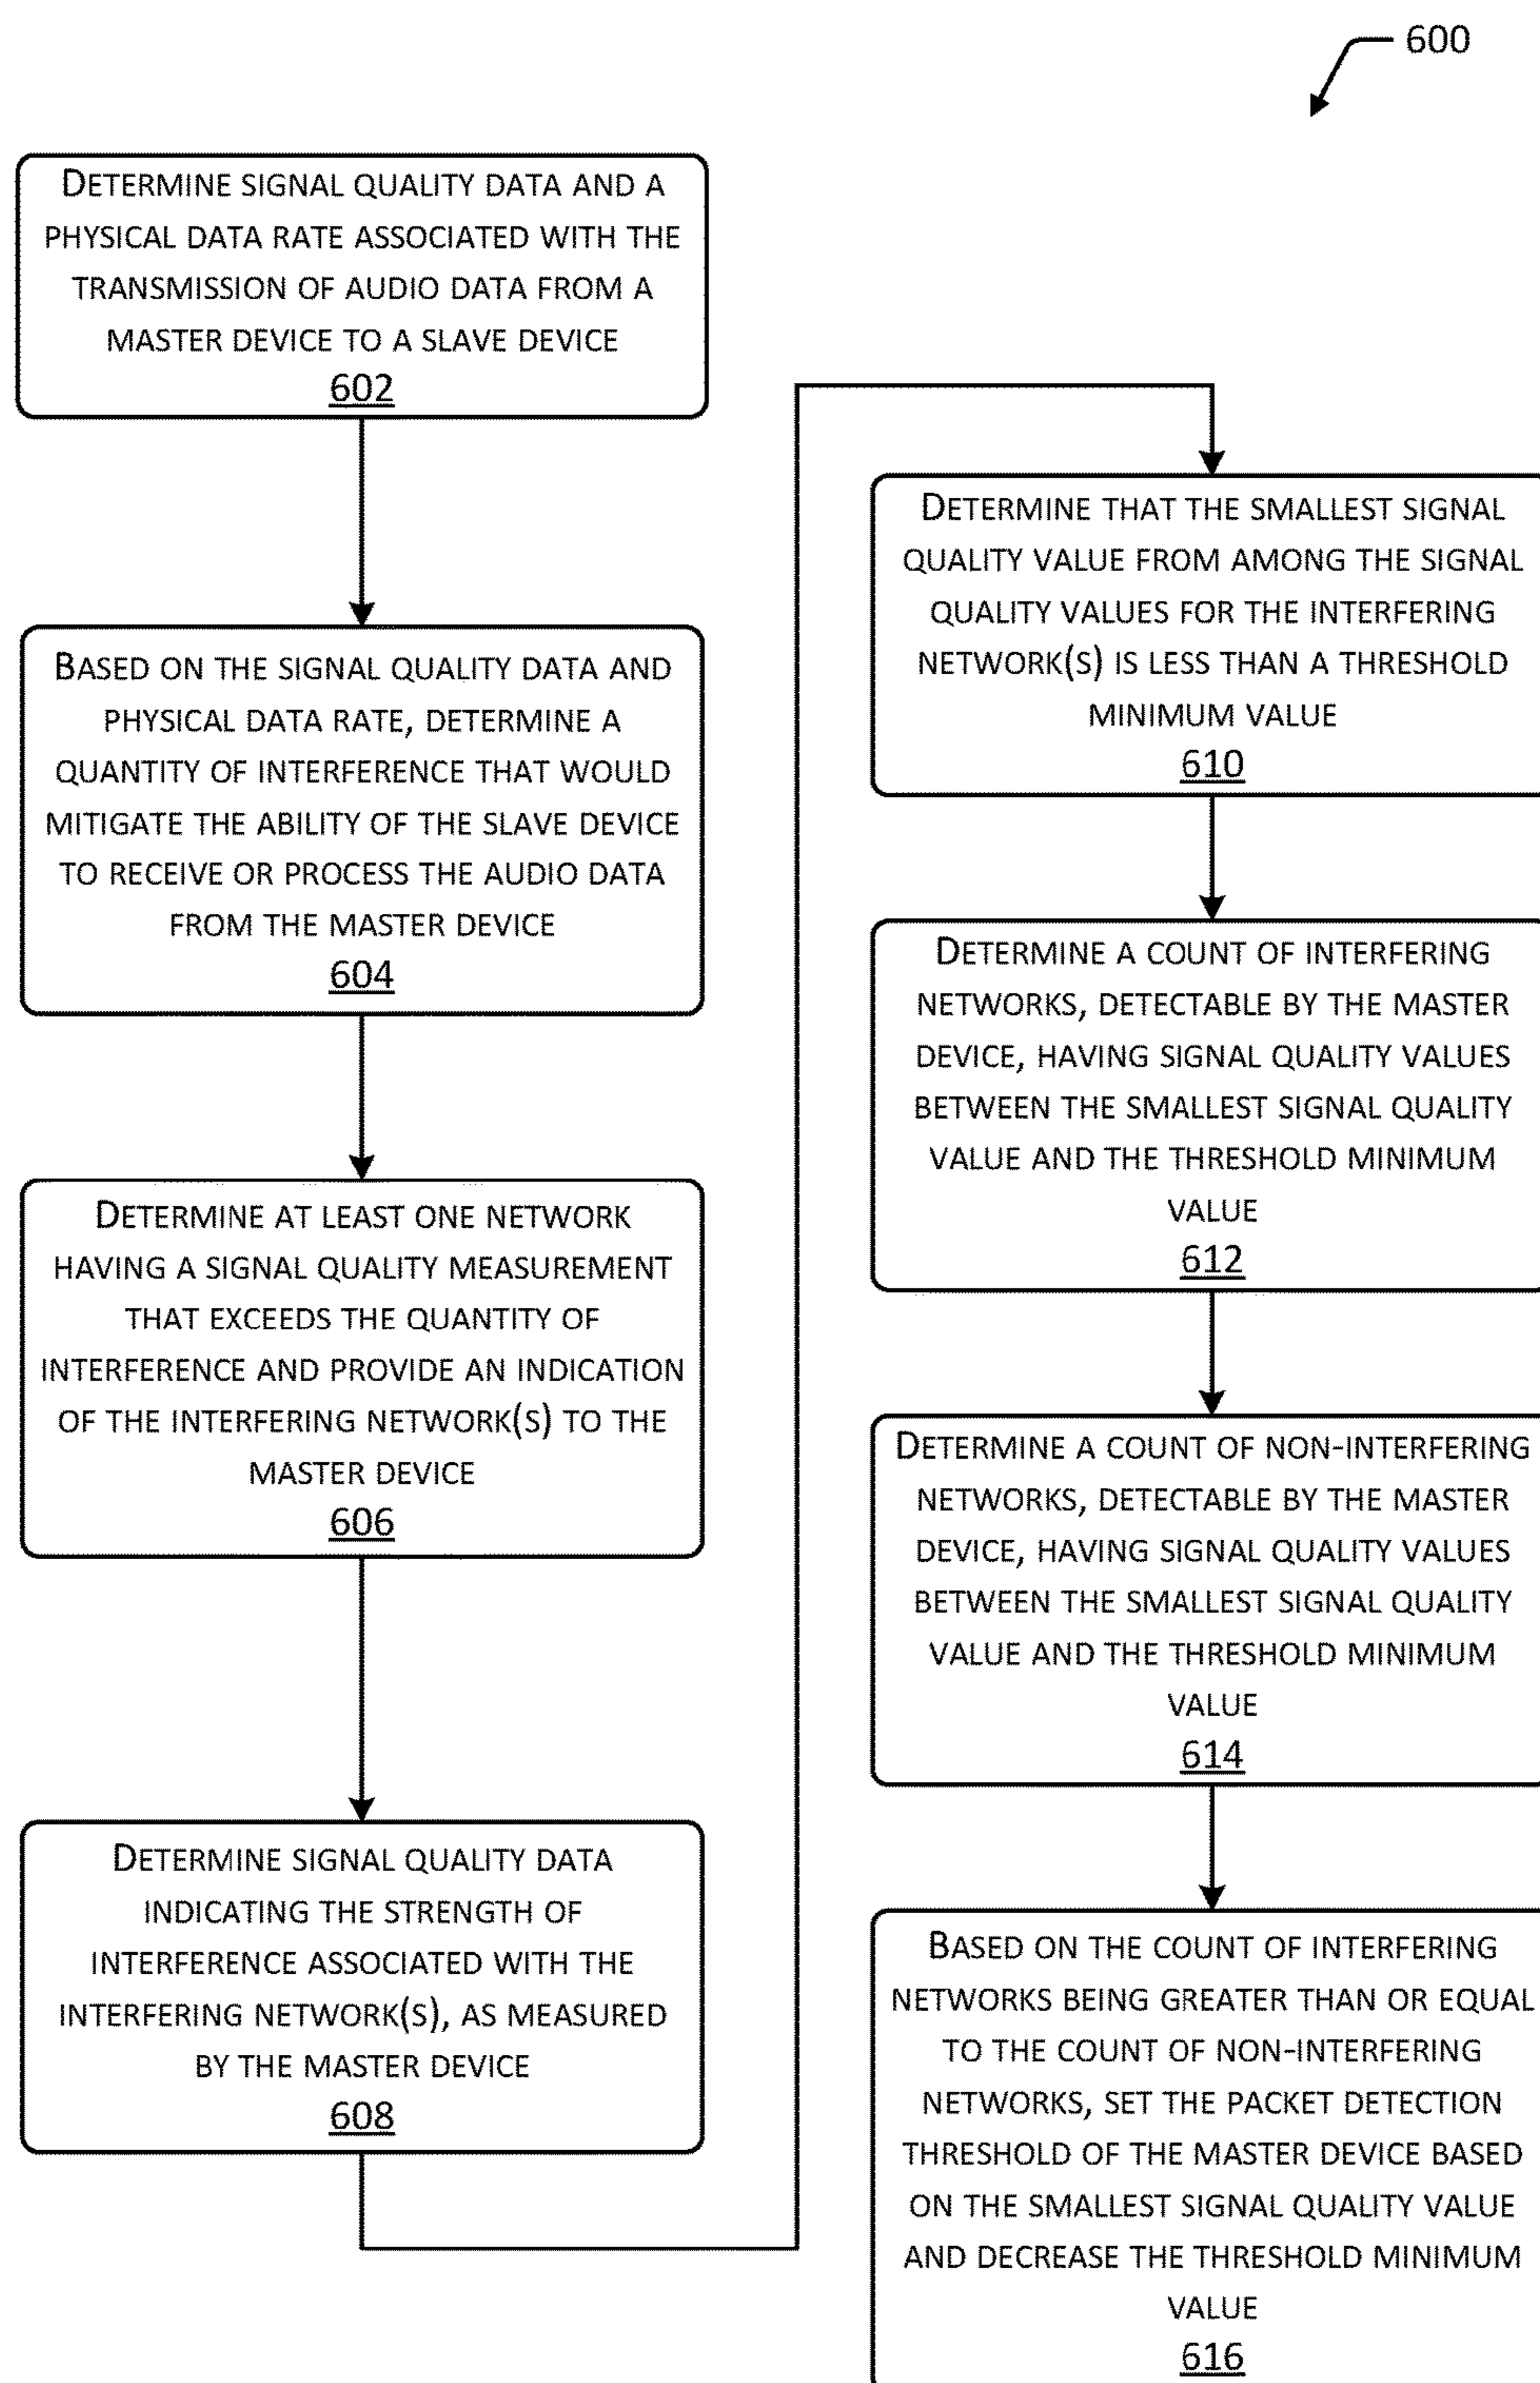 600
DETERMINE SIGNAL QUALITY DATA AND A
PHYSICAL DATA RATE ASSOCIATED WITH THE
TRANSMISSION OF AUDIO DATA FROM A
MASTER DEVICE TO A SLAVE DEVICE
602
BASED ON THE SIGNAL QUALITY DATA AND
PHYSICAL DATA RATE, DETERMINE A
QUANTITY OF INTERFERENCE THAT WOULD
MITIGATE THE ABILITY OF THE SLAVE DEVICE
TO RECEIVE OR PROCESS THE AUDIO DATA
FROM THE MASTER DEVICE
604
DETERMINE AT LEAST ONE NETWORK
HAVING A SIGNAL QUALITY MEASUREMENT
THAT EXCEEDS THE QUANTITY OF
INTERFERENCE AND PROVIDE AN INDICATION
OF THE INTERFERING NETWORK(S) TO THE
MASTER DEVICE
606
DETERMINE SIGNAL QUALITY DATA
INDICATING THE STRENGTH OF
INTERFERENCE ASSOCIATED WITH THE
INTERFERING NETWORK(S), AS MEASURED
BY THE MASTER DEVICE
608
DETERMINE THAT THE SMALLEST SIGNAL
QUALITY VALUE FROM AMONG THE SIGNAL
QUALITY VALUES FOR THE INTERFERING
NETWORK(S) IS LESS THAN A THRESHOLD
MINIMUM VALUE
610
DETERMINE A COUNT OF INTERFERING
NETWORKS, DETECTABLE BY THE MASTER
DEVICE, HAVING SIGNAL QUALITY VALUES
BETWEEN THE SMALLEST SIGNAL QUALITY
VALUE AND THE THRESHOLD MINIMUM
VALUE
612
DETERMINE A COUNT OF NON-INTERFERING
NETWORKS, DETECTABLE BY THE MASTER
DEVICE, HAVING SIGNAL QUALITY VALUES
BETWEEN THE SMALLEST SIGNAL QUALITY
VALUE AND THE THRESHOLD MINIMUM
VALUE
614
BASED ON THE COUNT OF INTERFERING
NETWORKS BEING GREATER THAN OR EQUAL
TO THE COUNT OF NON-INTERFERING
NETWORKS, SET THE PACKET DETECTION
THRESHOLD OF THE MASTER DEVICE BASED
ON THE SMALLEST SIGNAL QUALITY VALUE
AND DECREASE THE THRESHOLD MINIMUM
VALUE
616